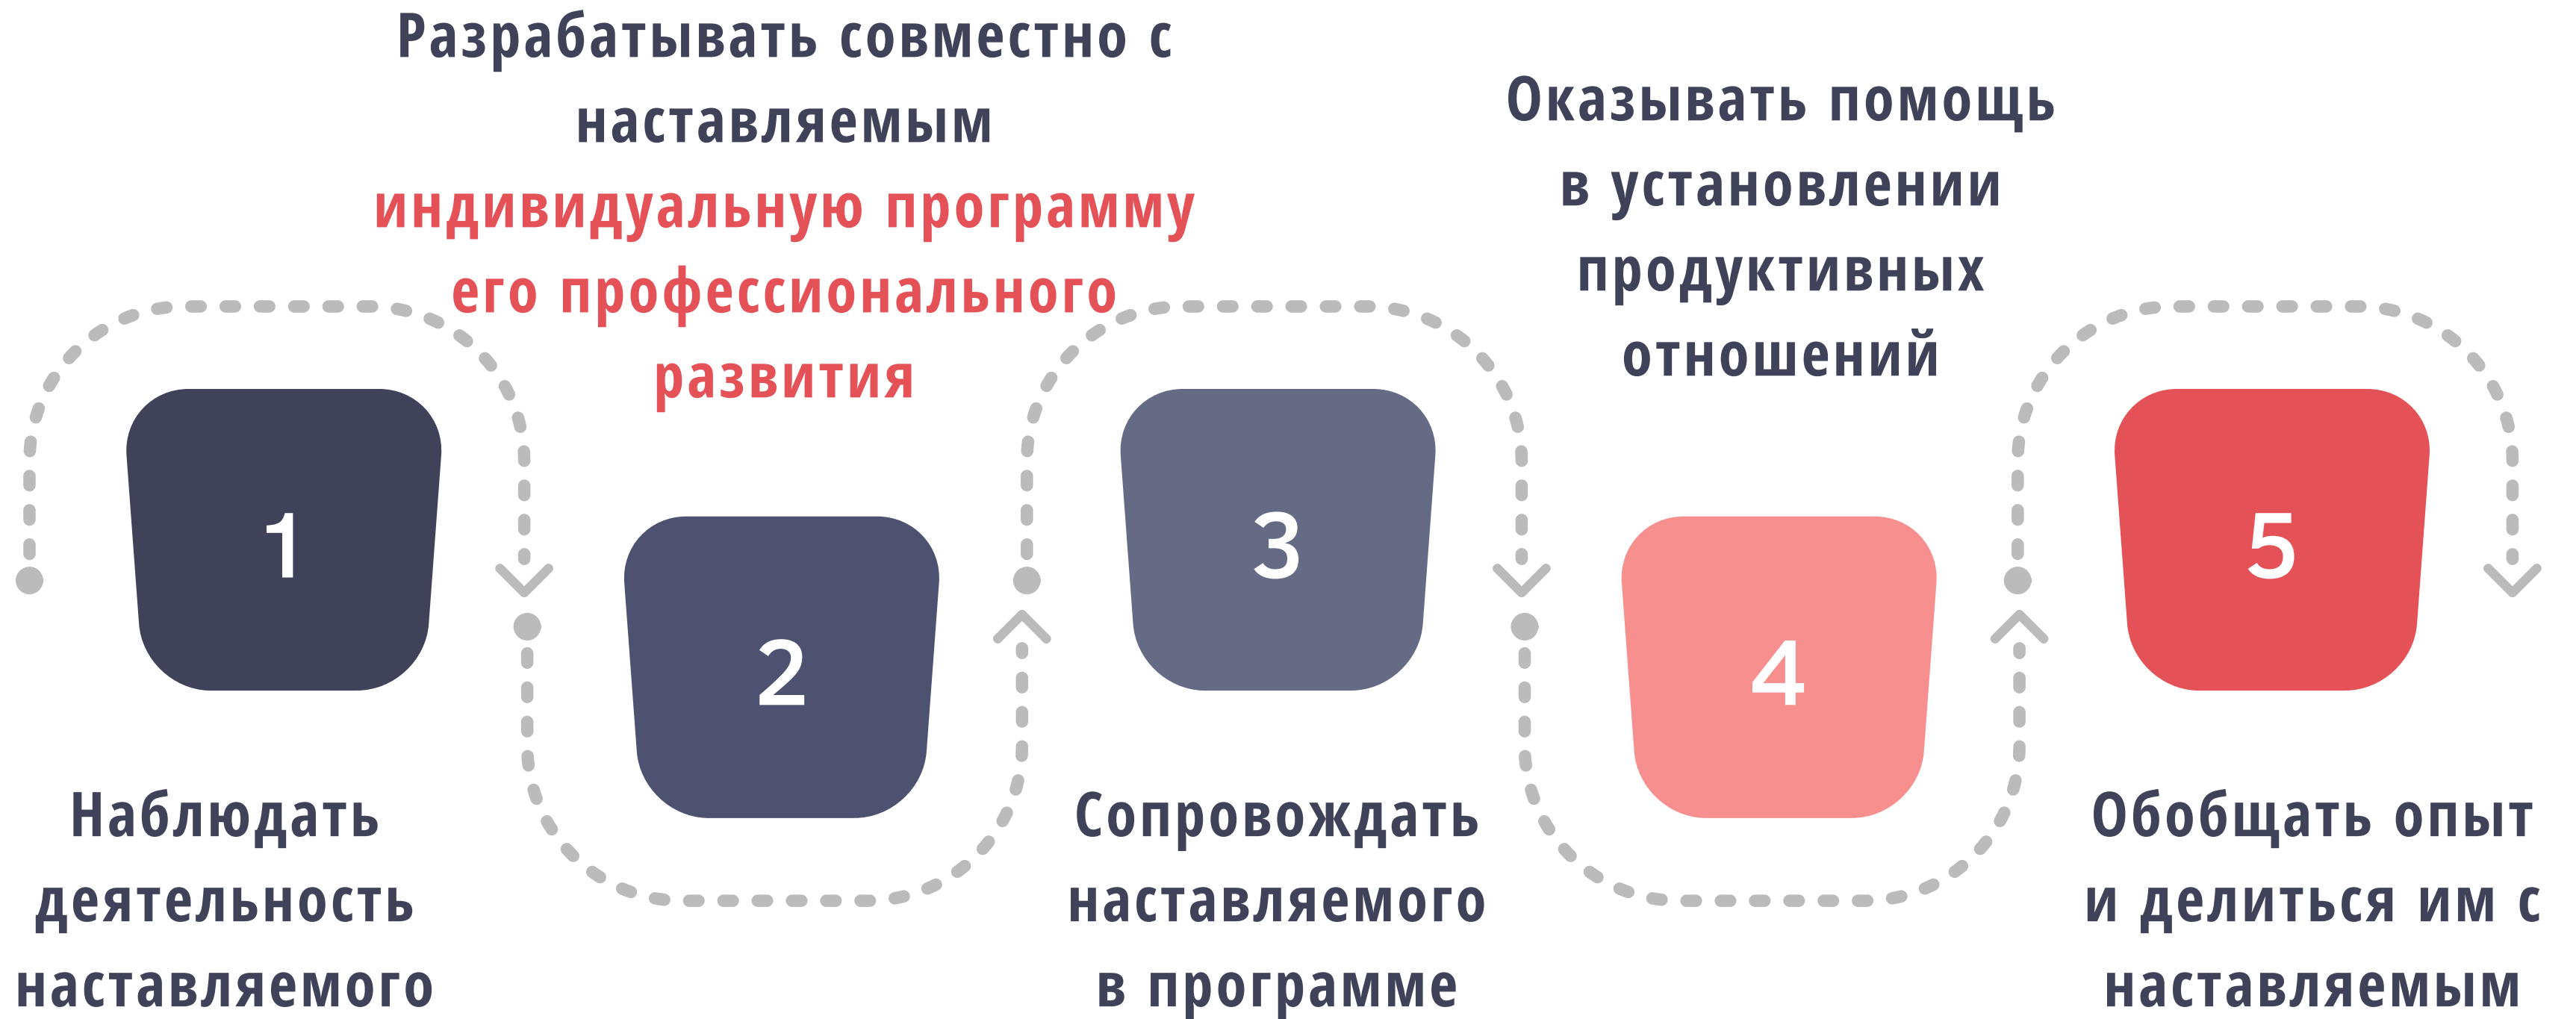 1
Наблюдать
деятельность
наставляемого
Разрабатывать совместно с
наставляемым
индивидуальную программу
его профессионального
развития
2
3
Сопровождать
наставляемого
в программе
Оказывать помощь
в установлении
продуктивных
отношений
4
5
Обобщать опыт
и делиться им с
наставляемым